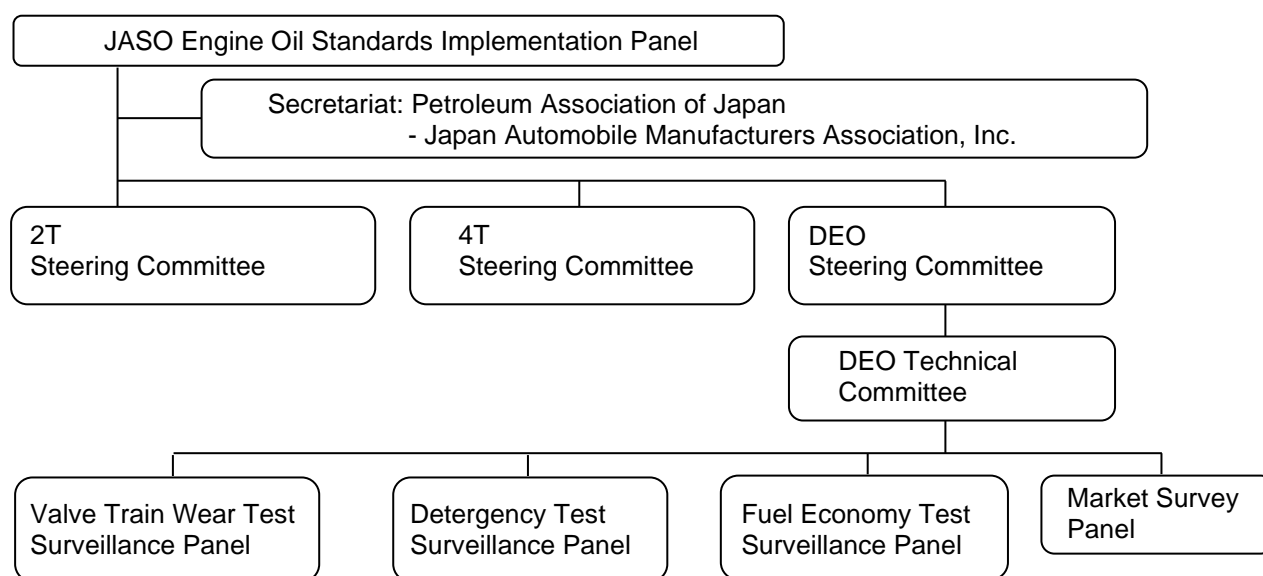 JASO Engine Oil Standards Implementation Panel
Secretariat: Petroleum Association of Japan
- Japan Automobile Manufacturers Association, Inc.
2T
Steering Committee
4T
Steering Committee
DEO
Steering Committee
DEO Technical
Committee
Valve Train Wear Test
Surveillance Panel
Detergency Test
Surveillance Panel
Fuel Economy Test
Surveillance Panel
Market Survey
Panel